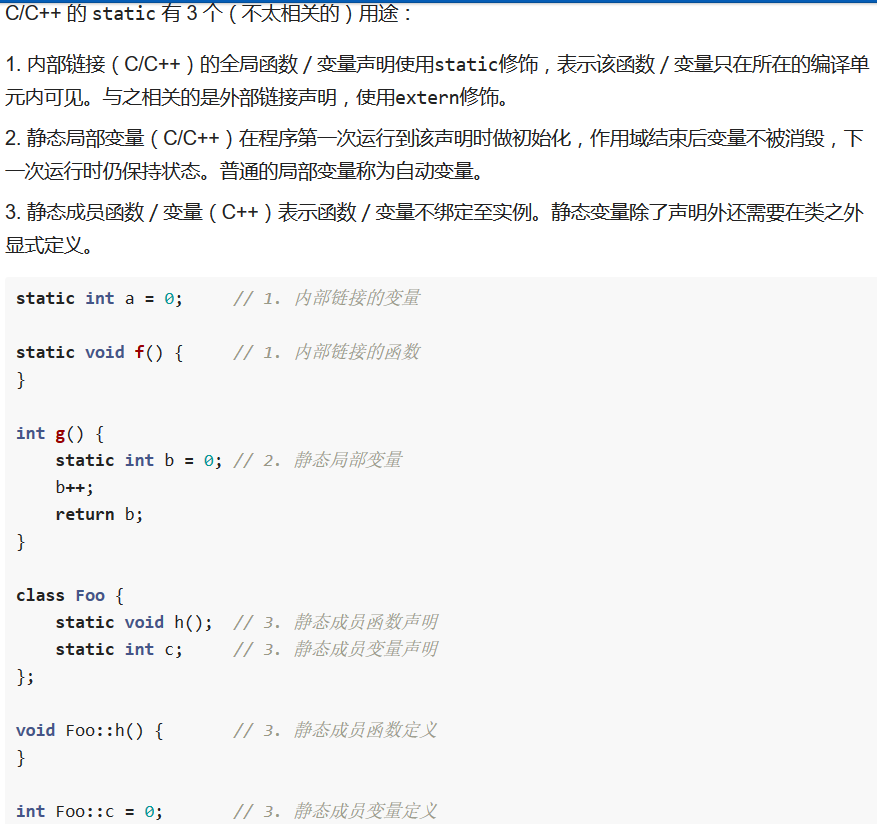 C/C++ 的 static 有 3 个（不太相关的）用途：
1. 内部链接（C/C++）的全局函数 / 变量声明使用static修饰，表示该函数 / 变量只在所在的编译单
元内可见。与之相关的是外部链接声明，使用extern修饰。
2. 静态局部变量（C/C++）在程序第一次运行到该声明时做初始化，作用域结束后变量不被消毁，下
一次运行时仍保持状态。普通的局部变量称为自动变量。
3. 静态成员函数 / 变量（C++）表示函数 / 变量不绑定至实例。静态变量除了声明外还需要在类之外
显式定义。
static int a = 0;     // 1. 内部链接的变量
static void f() {     // 1. 内部链接的函数
}
int g() {
    static int b = 0; // 2. 静态局部变量
    b++;
    return b;
}
class Foo {
    static void h();  // 3. 静态成员函数声明
    static int c;     // 3. 静态成员变量声明
};
void Foo::h() {       // 3. 静态成员函数定义
}
int Foo::c = 0;       // 3. 静态成员变量定义